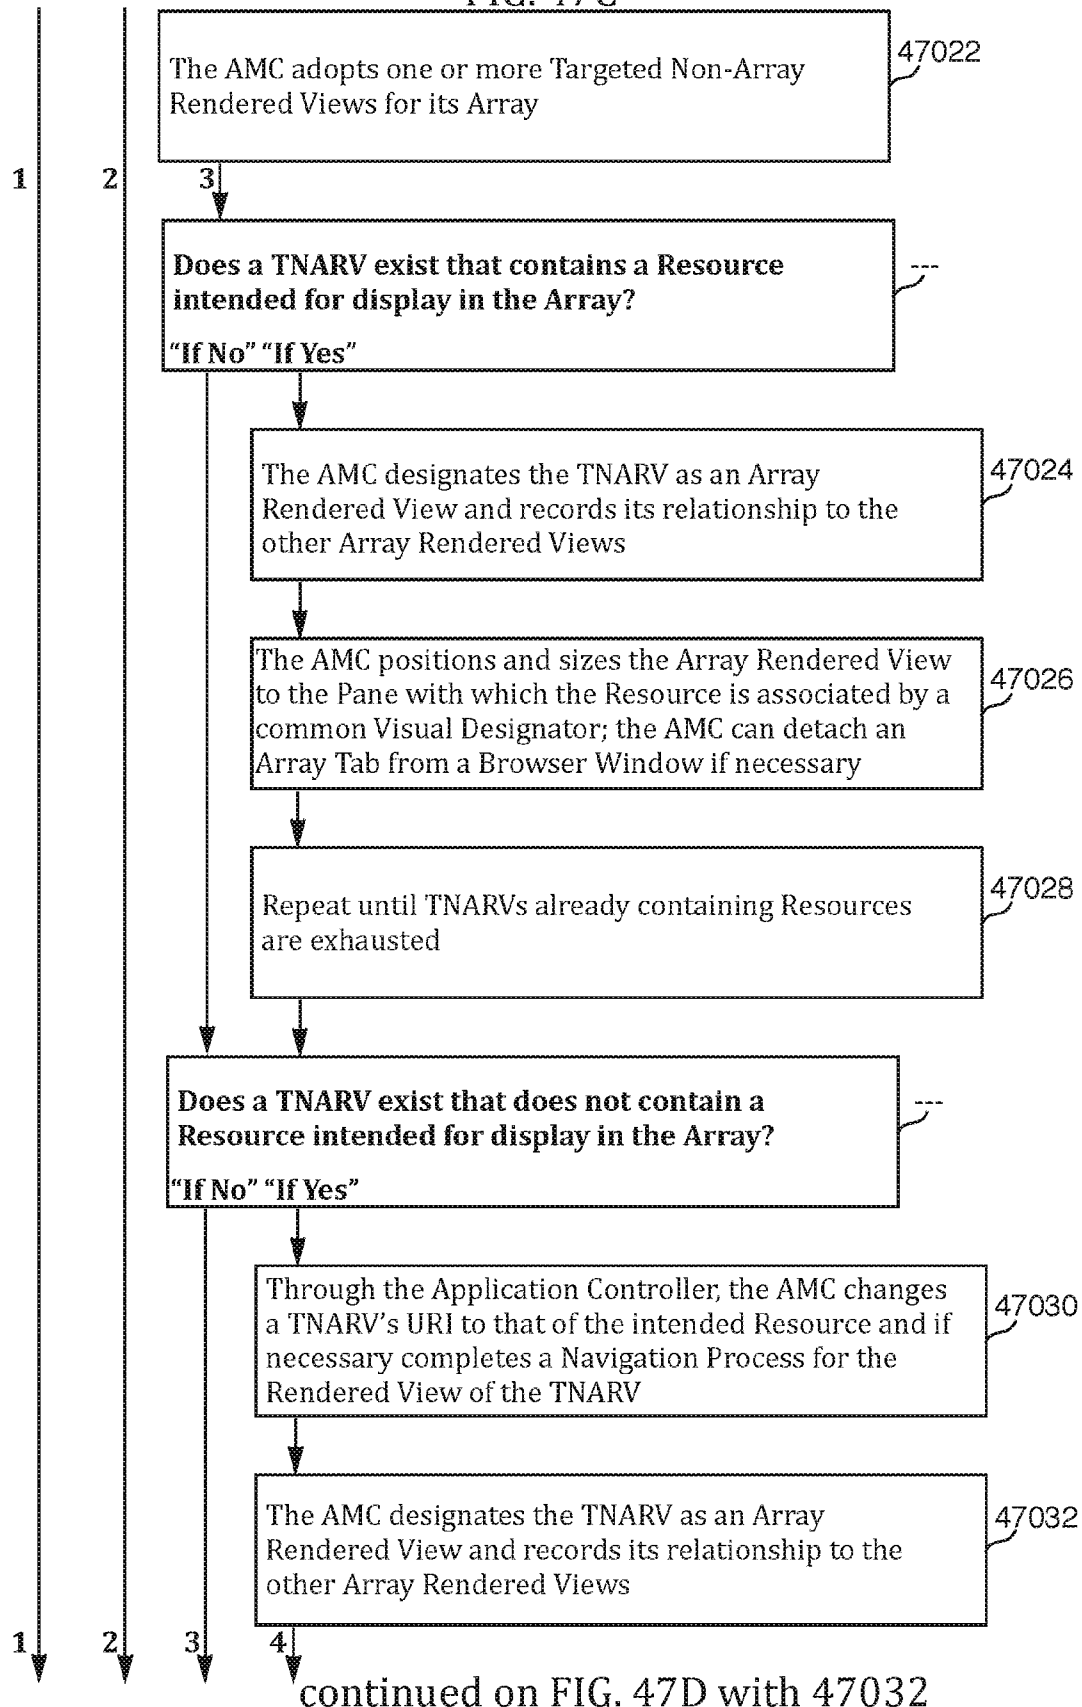 The AMC adopts one or more Targeted Non-Array
Rendered Views for its Array
47022
1
2
3
Does a TNARV exist that contains a Resource
intended for display in the Array?
"If No" "If Yes"
---
The AMC designates the TNARV as an Array
Rendered View and records its relationship to the
other Array Rendered Views
47024
The AMC positions and sizes the Array Rendered View
to the Pane with which the Resource is associated by a
common Visual Designator; the AMC can detach an
Array Tab from a Browser Window if necessary
47026
Repeat until TNARVs already containing Resources
are exhausted
47028
Does a TNARV exist that does not contain a
Resource intended for display in the Array?
"If No" "If Yes"
---
Through the Application Controller, the AMC changes
a TNARV's URI to that of the intended Resource and if
necessary completes a Navigation Process for the
Rendered View of the TNARV
47030
The AMC designates the TNARV as an Array
Rendered View and records its relationship to the
other Array Rendered Views
47032
1
2
3
4
continued on FIG. 47D with 47032